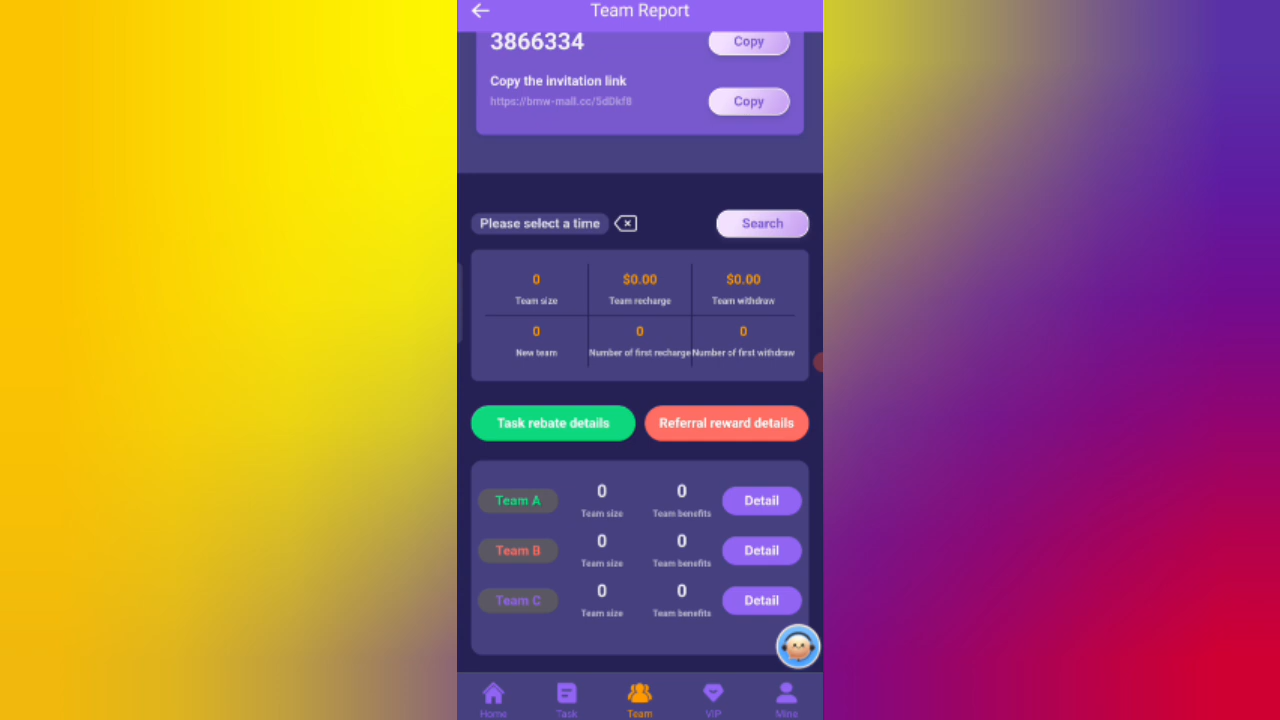 Team Report
3866334
Copy
Copy the invitation link
https://bmw-mall.cc/5dDkf8
Copy
Please select a time
Search
0 $0.00 $0.00
Team size Team recharge Team withdraw
0 0 0
New team Number of first recharge Number of first withdraw
Task rebate details Referral reward details
Team A 0 0 Detail
Team size Team benefits
Team B 0 0 Detail
Team size Team benefits
Team C 0 0 Detail
Team size Team benefits
Home Task Team VIP Mine